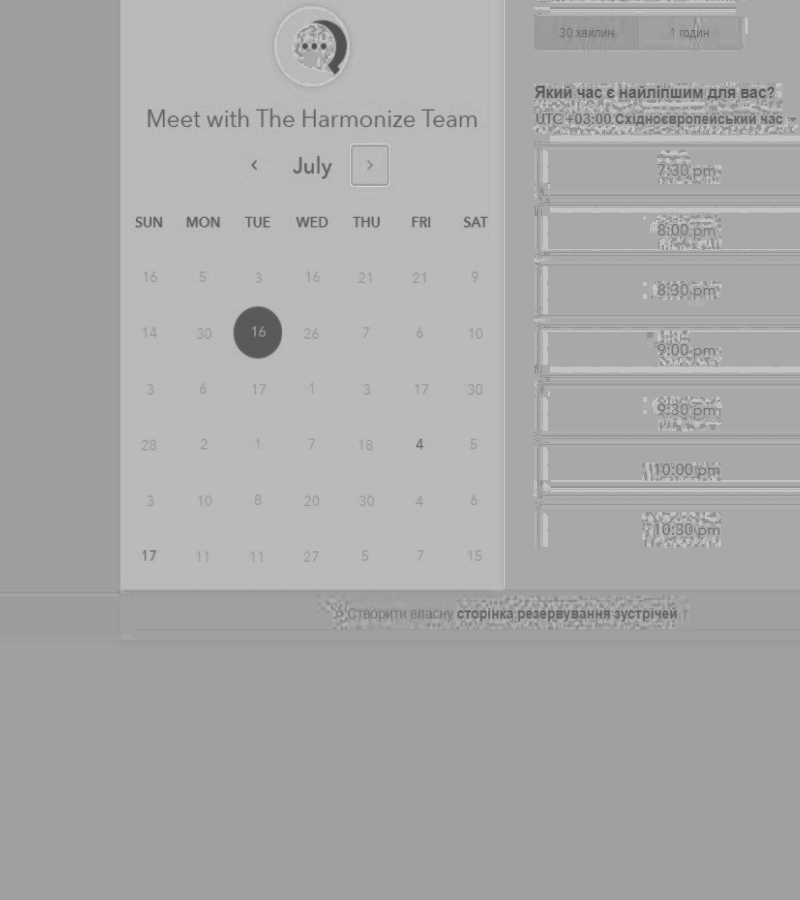 Meet with The Harmonize Team
July
SUN MON TUE WED THU FRI SAT
16 5 3 16 21 21 9
14 30 16 26 7 6 10
3 6 17 1 3 17 30
28 2 1 7 18 4 5
3 10 8 20 30 4 6
17 11 11 27 5 7 15
30 хвилин 1 годин
Який час є найліпшим для вас?
UTC +03:00 Східноєвропейський час
7:30 pm
8:00 pm
8:30 pm
9:00 pm
9:30 pm
10:00 pm
10:30 pm
Створити власну сторінка резервування зустрічей